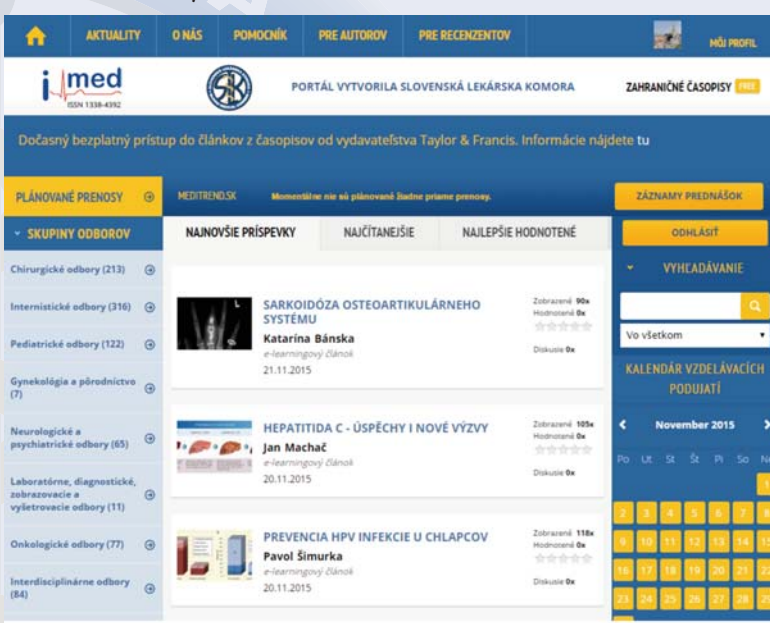 AKTUALITY
O NÁS
POMOCNÍK
PRE AUTOROV
PRE RECENZENTOV
MÔJ PROFIL
i med
ISSN 1338-4392
SLK
PORTÁL VYTVORILA SLOVENSKÁ LEKÁRSKA KOMORA
ZAHRANIČNÉ ČASOPISY FREE
Dočasný bezplatný prístup do článkov z časopisov od vydavateľstva Taylor & Francis. Informácie nájdete tu
PLÁNOVANÉ PRENOSY
MEDITREND.SK
Momentálne nie sú plánované žiadne priame prenosy.
ZÁZNAMY PREDNÁŠOK
SKUPINY ODBOROV
Chirurgické odbory (213)
Internistické odbory (316)
Pediatrické odbory (122)
Gynekológia a pôrodníctvo
(7)
Neurologické a
psychiatrické odbory (65)
Laboratórne, diagnostické,
zobrazovacie a
vyšetrovacie odbory (11)
Onkologické odbory (77)
Interdisciplinárne odbory
(84)
NAJNOVŠIE PRÍSPEVKY
NAJČÍTANEJŠIE
NAJLEPŠIE HODNOTENÉ
SARKOIDÓZA OSTEOARTIKULÁRNEHO
SYSTÉMU
Katarína Bánska
e-learningový článok
21.11.2015
Zobrazené 90x
Hodnotené 0x
Diskusie 0x
HEPATITIDA C - ÚSPĚCHY I NOVÉ VÝZVY
Jan Machač
e-learningový článok
20.11.2015
Zobrazené 105x
Hodnotené 0x
Diskusie 0x
PREVENCIA HPV INFEKCIE U CHLAPCOV
Pavol Šimurka
e-learningový článok
20.11.2015
Zobrazené 118x
Hodnotené 0x
Diskusie 0x
ODHLÁSIŤ
VYHĽADÁVANIE
Vo všetkom
KALENDÁR VZDELÁVACÍCH
PODUJATÍ
November 2015
Po Ut St Št Pi So Ne
1
2 3 4 5 6 7 8
9 10 11 12 13 14 15
16 17 18 19 20 21 22
23 24 25 26 27 28 29